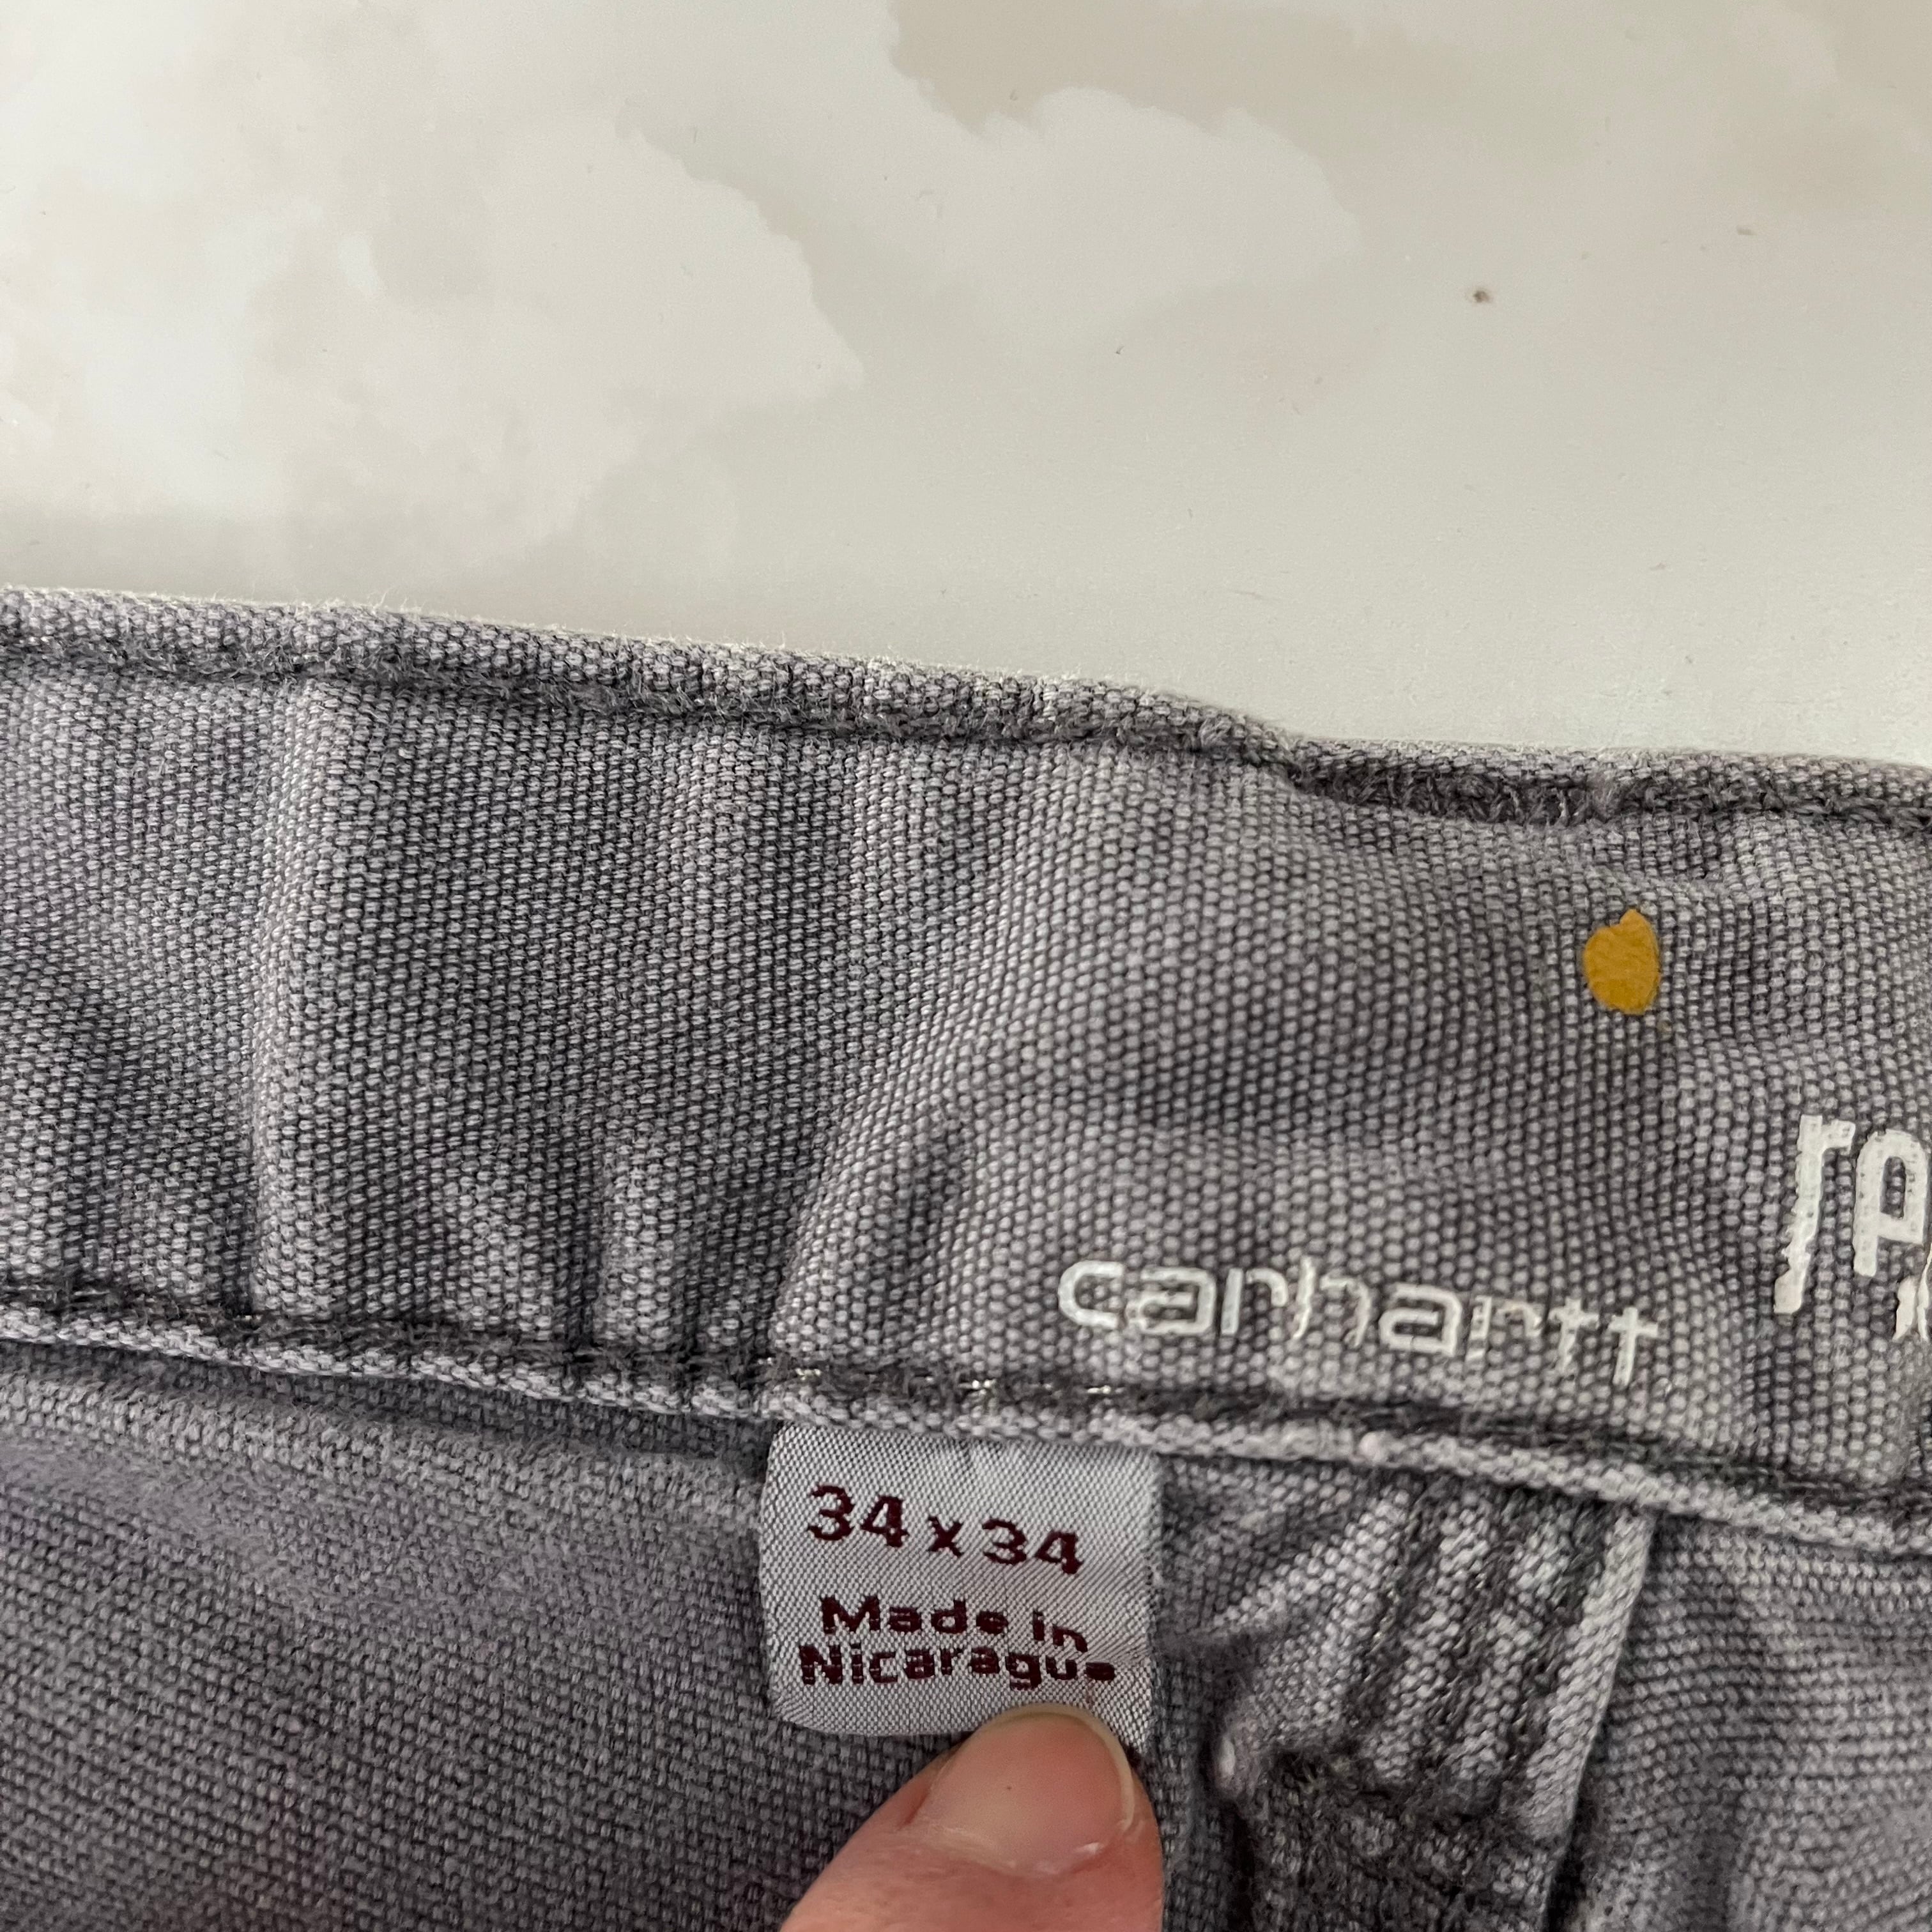 carhartt
34 x 34
Made in
Nicaragua